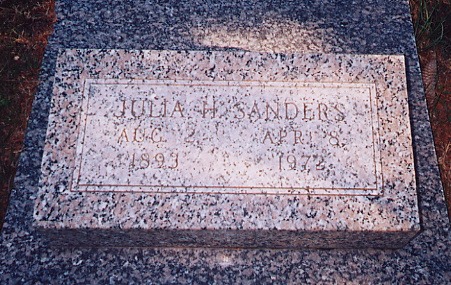 JULIA H. SANDERS
AUG. 2, APR. 8,
1893 1972